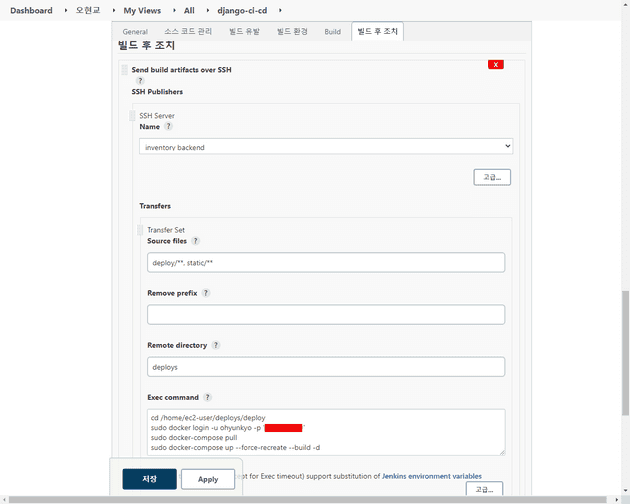 Dashboard
오현교
My Views
All
django-ci-cd
General
소스 코드 관리
빌드 유발
빌드 환경
Build
빌드 후 조치
빌드 후 조치
Send build artifacts over SSH
X
?
SSH Publishers
SSH Server
Name ?
inventory backend
고급...
Transfers
Transfer Set
Source files ?
deploy/**, static/**
Remove prefix ?
Remote directory ?
deploys
Exec command ?
cd /home/ec2-user/deploys/deploy
sudo docker login -u ohyunkyo -p '
sudo docker-compose pull
sudo docker-compose up --force-recreate --build -d
for Exec timeout) support substitution of Jenkins environment variables
저장
Apply
고급...